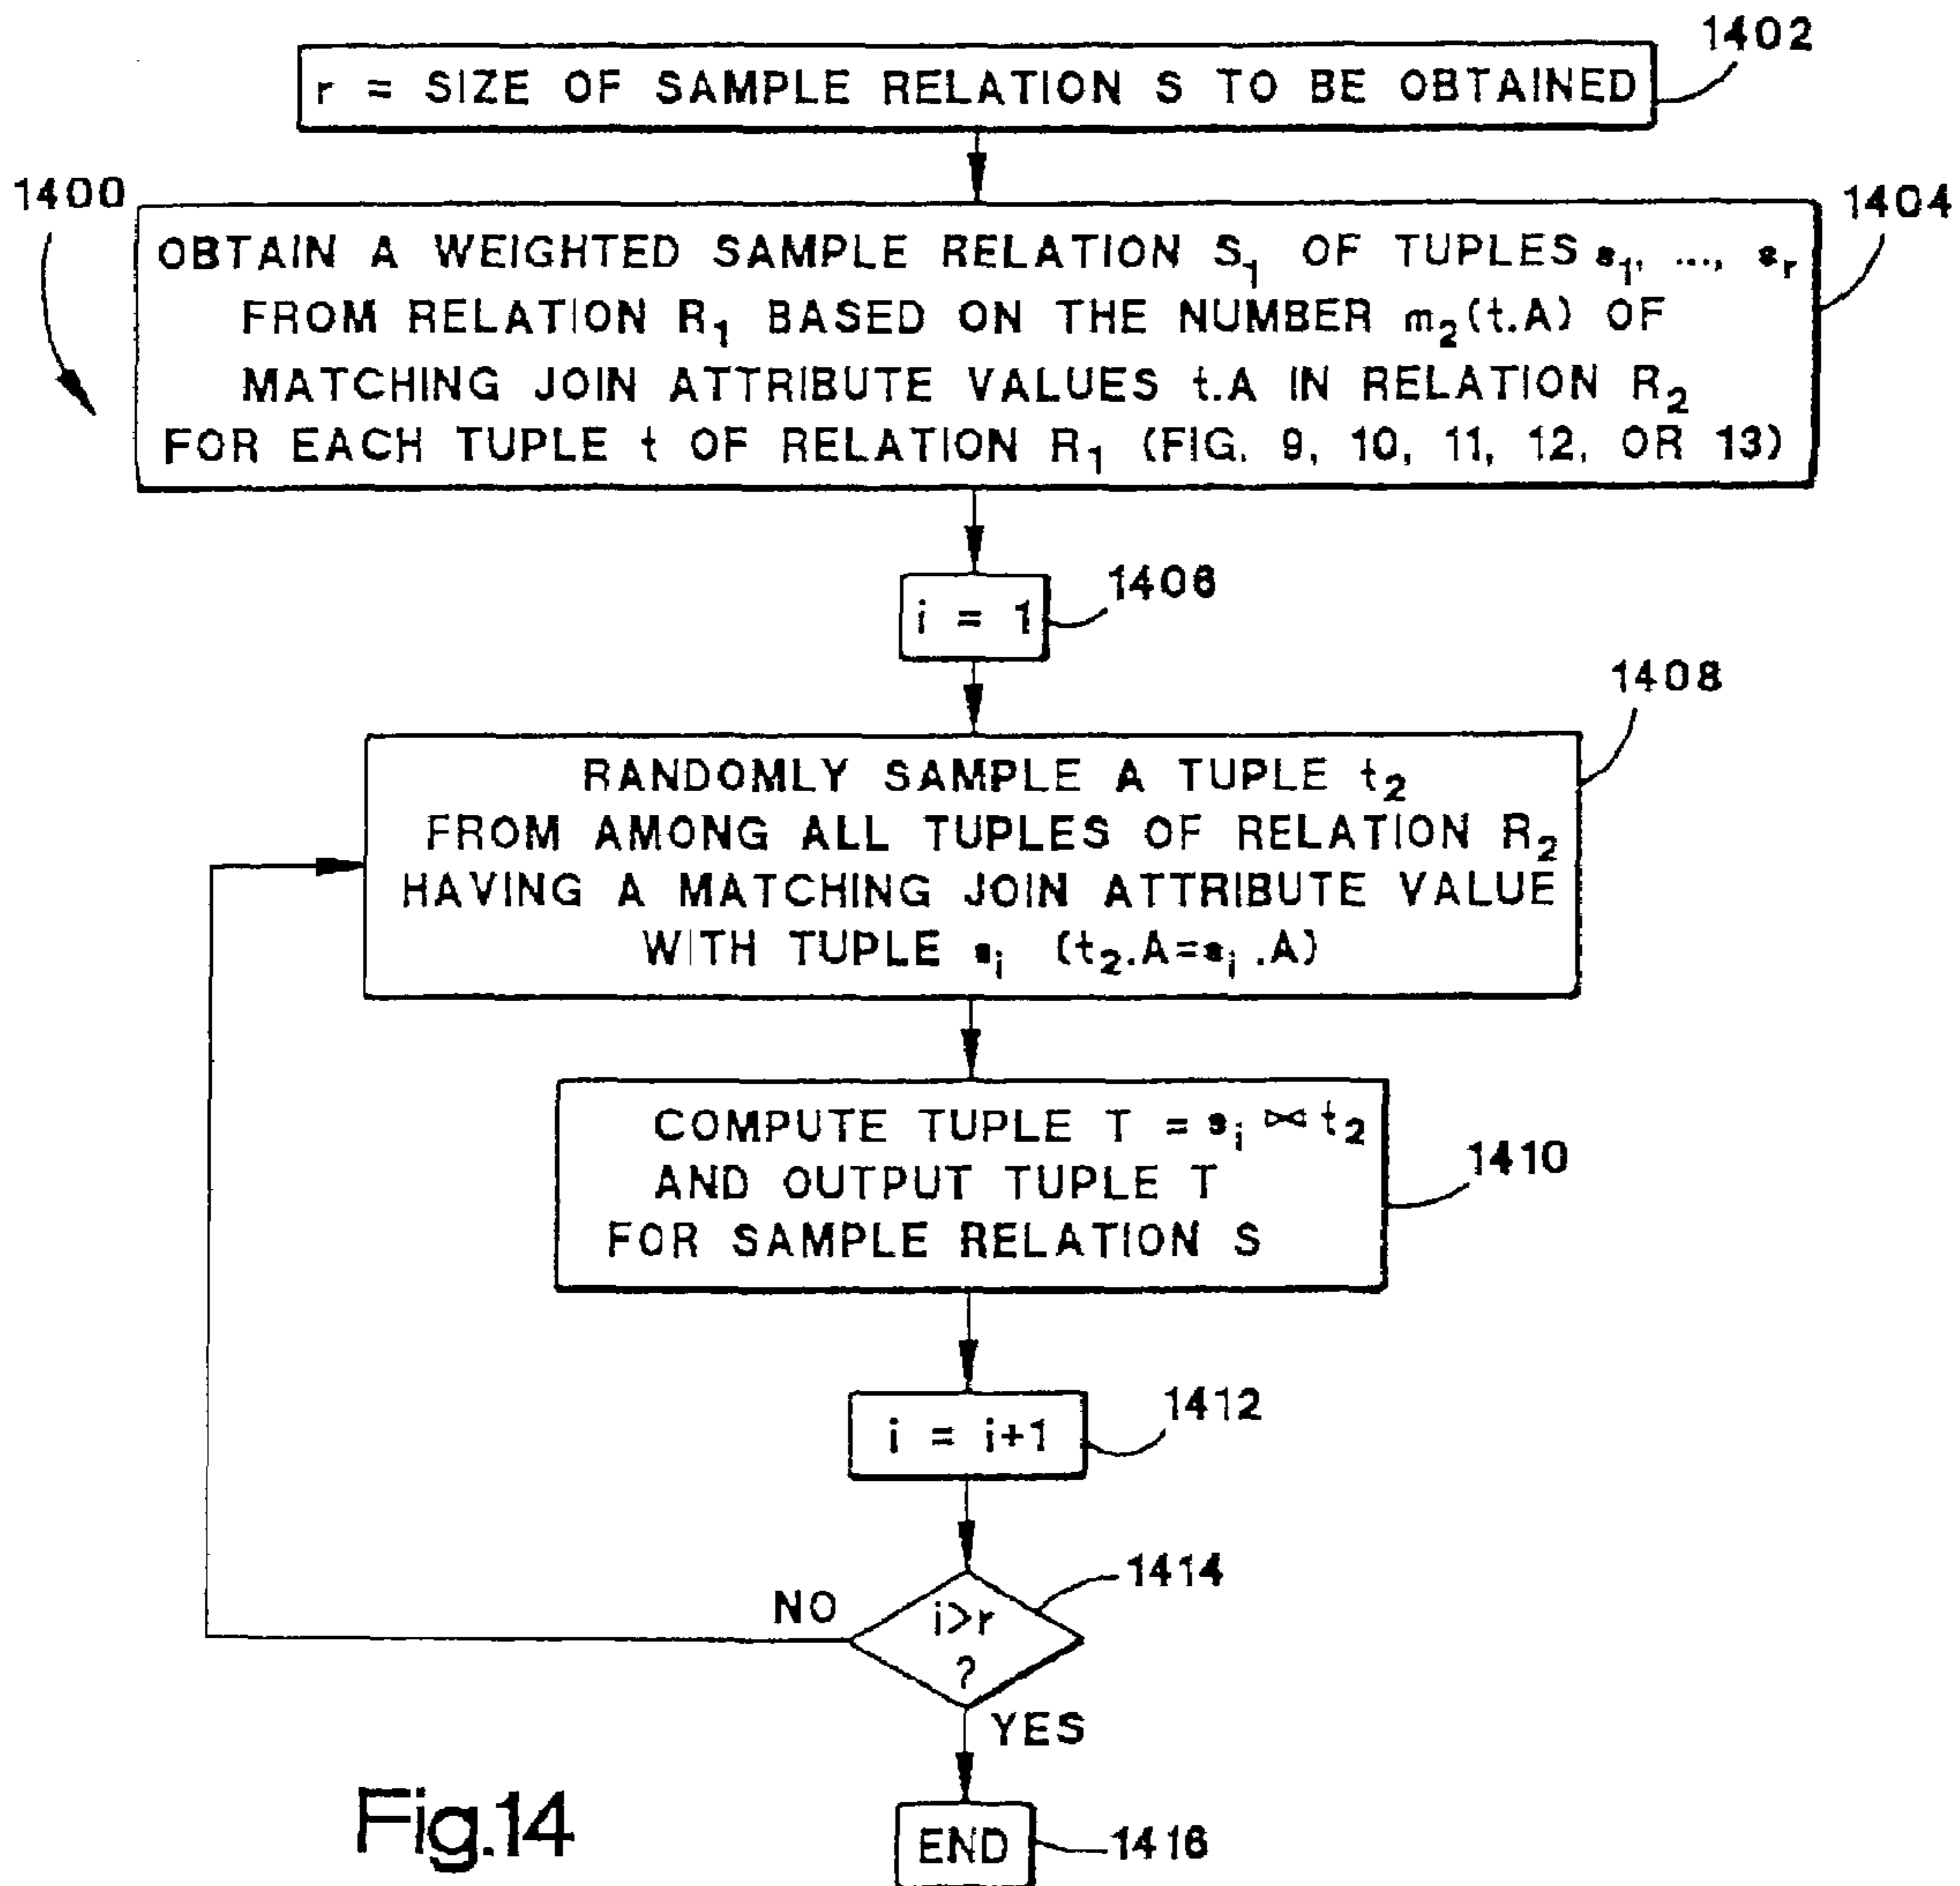 1402
r = SIZE OF SAMPLE RELATION S TO BE OBTAINED
1400
1404
OBTAIN A WEIGHTED SAMPLE RELATION S₁ OF TUPLES s₁, ..., sᵣ
FROM RELATION R₁ BASED ON THE NUMBER m₂(t.A) OF
MATCHING JOIN ATTRIBUTE VALUES t.A IN RELATION R₂
FOR EACH TUPLE t OF RELATION R₁ (FIG. 9, 10, 11, 12, OR 13)
1406
i = 1
1408
RANDOMLY SAMPLE A TUPLE t₂
FROM AMONG ALL TUPLES OF RELATION R₂
HAVING A MATCHING JOIN ATTRIBUTE VALUE
WITH TUPLE sᵢ (t₂.A=sᵢ.A)
COMPUTE TUPLE T = sᵢ ⋈ t₂
AND OUTPUT TUPLE T
FOR SAMPLE RELATION S
1410
1412
i = i+1
1414
NO
i>r
?
YES
Fig.14
END
1416